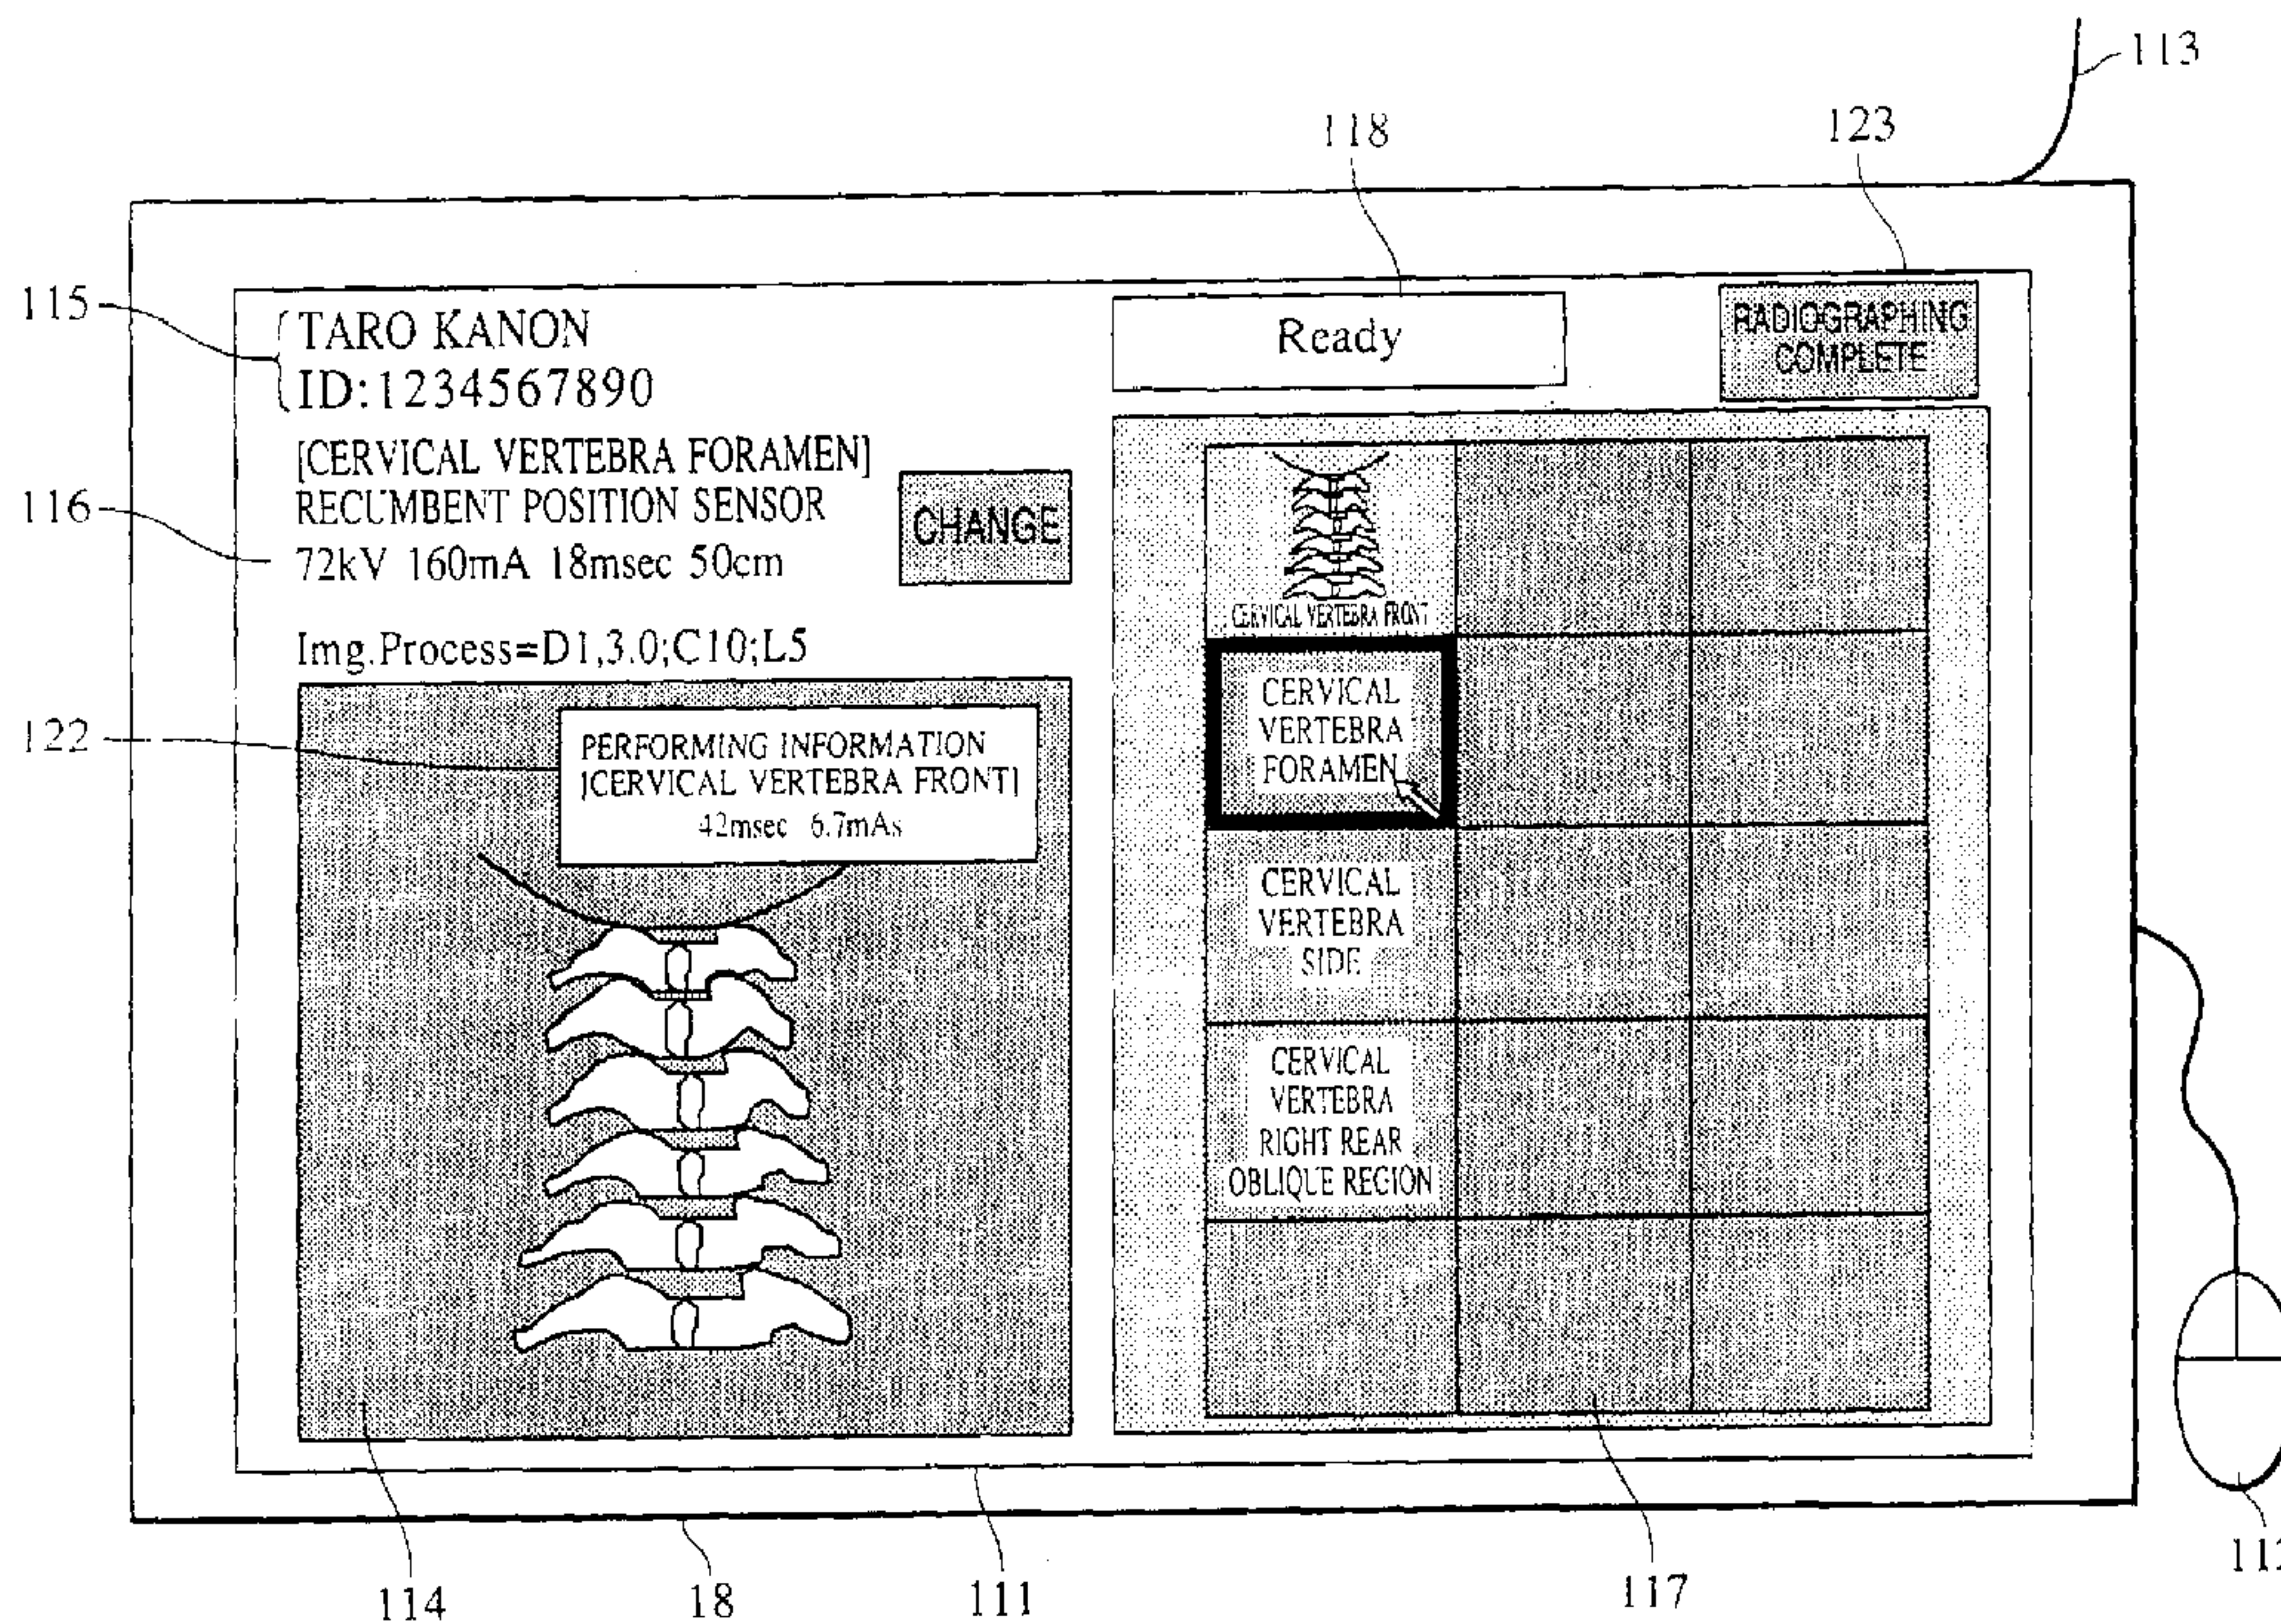 113
118
123
115
TARO KANON
ID:1234567890
Ready
RADIOGRAPHING
COMPLETE
[CERVICAL VERTEBRA FORAMEN]
116
RECUMBENT POSITION SENSOR
72kV 160mA 18msec 50cm
CHANGE
Img.Process=D1,3.0;C10;L5
122
PERFORMING INFORMATION
[CERVICAL VERTEBRA FRONT]
42msec 6.7mAs
CERVICAL VERTEBRA FRONT
CERVICAL
VERTEBRA
FORAMEN
CERVICAL
VERTEBRA
SIDE
CERVICAL
VERTEBRA
RIGHT REAR
OBLIQUE REGION
114
18
111
117